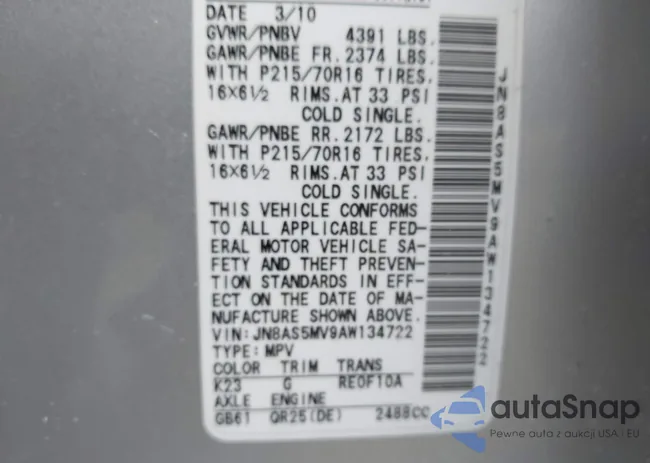 DATE 3/10
GVWR/PNBV 4391 LBS.
GAWR/PNBE FR. 2374 LBS.
WITH P215/70R16 TIRES.
16X6½ RIMS.AT 33 PSI
COLD SINGLE.
GAWR/PNBE RR. 2172 LBS.
WITH P215/70R16 TIRES.
16X6½ RIMS.AT 33 PSI
COLD SINGLE.
THIS VEHICLE CONFORMS
TO ALL APPLICABLE FED-
ERAL MOTOR VEHICLE SA-
FETY AND THEFT PREVEN-
TION STANDARDS IN EFF-
ECT ON THE DATE OF MA-
NUFACTURE SHOWN ABOVE.
VIN: JN8AS5MV9AW134722
TYPE: MPV
COLOR TRIM TRANS
K23 G RE0F10A
AXLE ENGINE
GB61 QR25(DE) 2488CC
JN8AS5MV9AW134722
autaSnap
Pewne auta z aukcji USA i EU